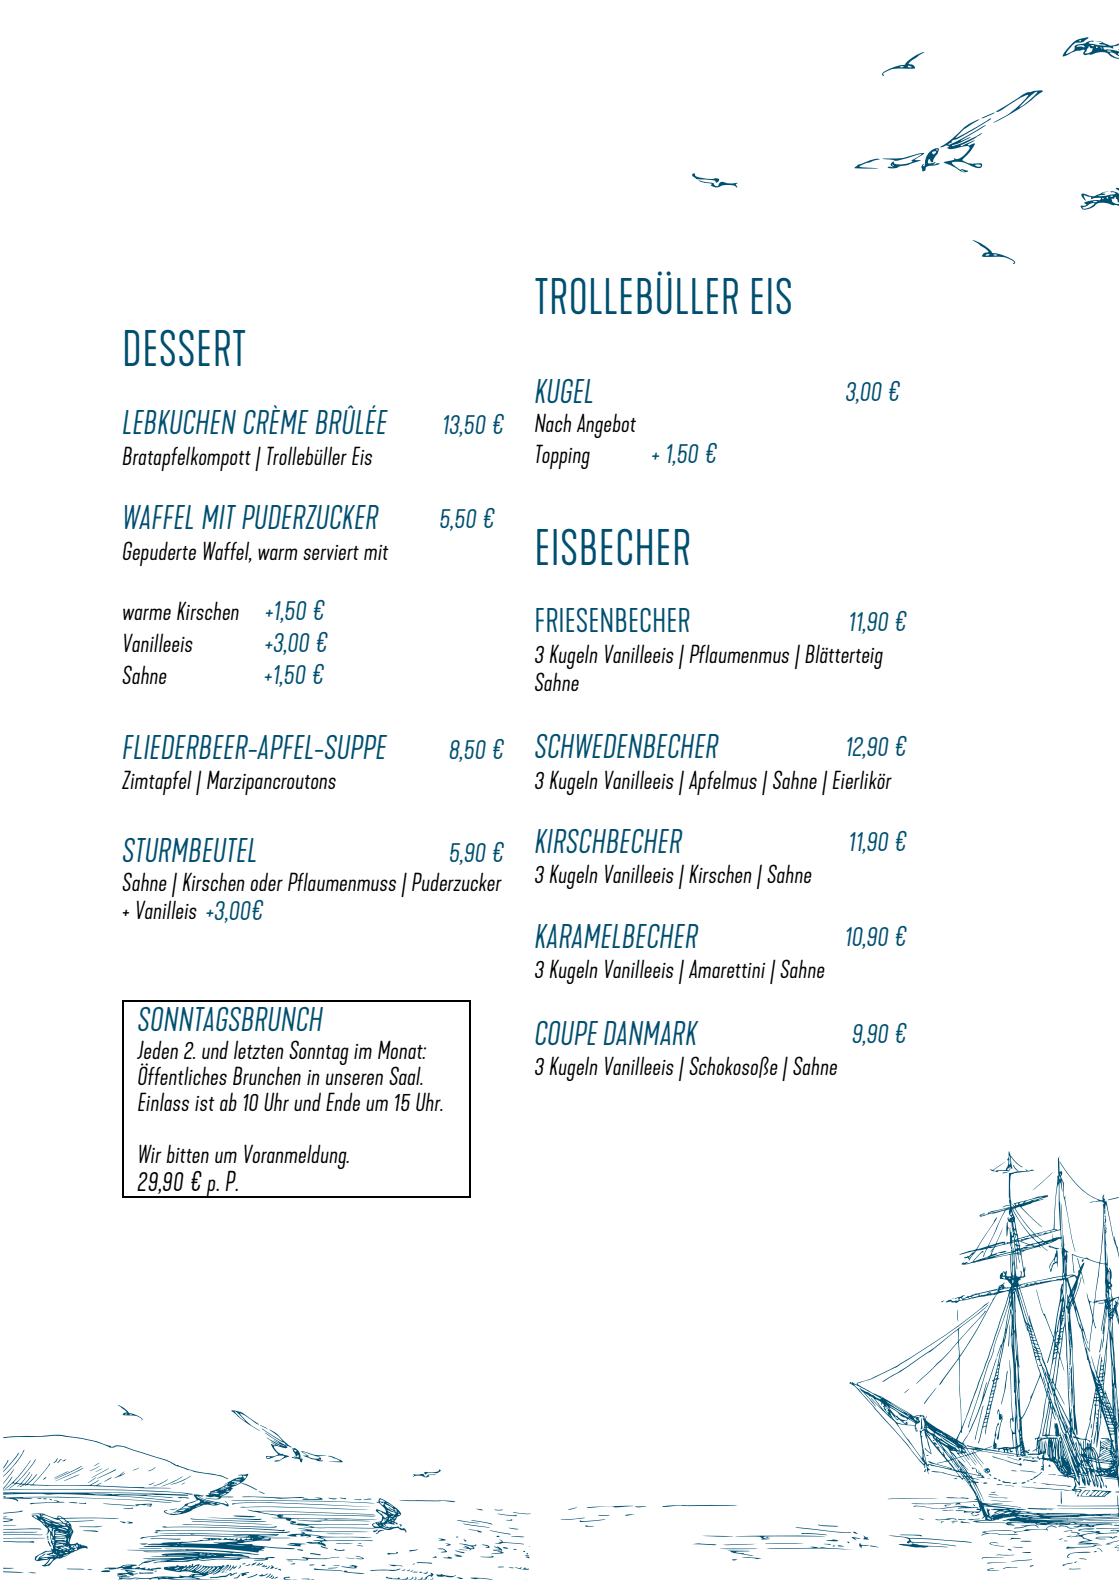 DESSERT
LEBKUCHEN CRÈME BRÛLÉE 13,50 €
Bratapfelkompott | Trollebüller Eis
WAFFEL MIT PUDERZUCKER 5,50 €
Gepuderte Waffel, warm serviert mit
warme Kirschen +1,50 €
Vanilleeis +3,00 €
Sahne +1,50 €
FLIEDERBEER-APFEL-SUPPE 8,50 €
Zimtapfel | Marzipancroutons
STURMBEUTEL 5,90 €
Sahne | Kirschen oder Pflaumenmuss | Puderzucker
+ Vanilleis +3,00€
SONNTAGSBRUNCH
Jeden 2. und letzten Sonntag im Monat:
Öffentliches Brunchen in unseren Saal.
Einlass ist ab 10 Uhr und Ende um 15 Uhr.
Wir bitten um Voranmeldung.
29,90 € p. P.
TROLLEBÜLLER EIS
KUGEL 3,00 €
Nach Angebot
Topping + 1,50 €
EISBECHER
FRIESENBECHER 11,90 €
3 Kugeln Vanilleeis | Pflaumenmus | Blätterteig
Sahne
SCHWEDENBECHER 12,90 €
3 Kugeln Vanilleeis | Apfelmus | Sahne | Eierlikör
KIRSCHBECHER 11,90 €
3 Kugeln Vanilleeis | Kirschen | Sahne
KARAMELBECHER 10,90 €
3 Kugeln Vanilleeis | Amarettini | Sahne
COUPE DANMARK 9,90 €
3 Kugeln Vanilleeis | Schokosoße | Sahne